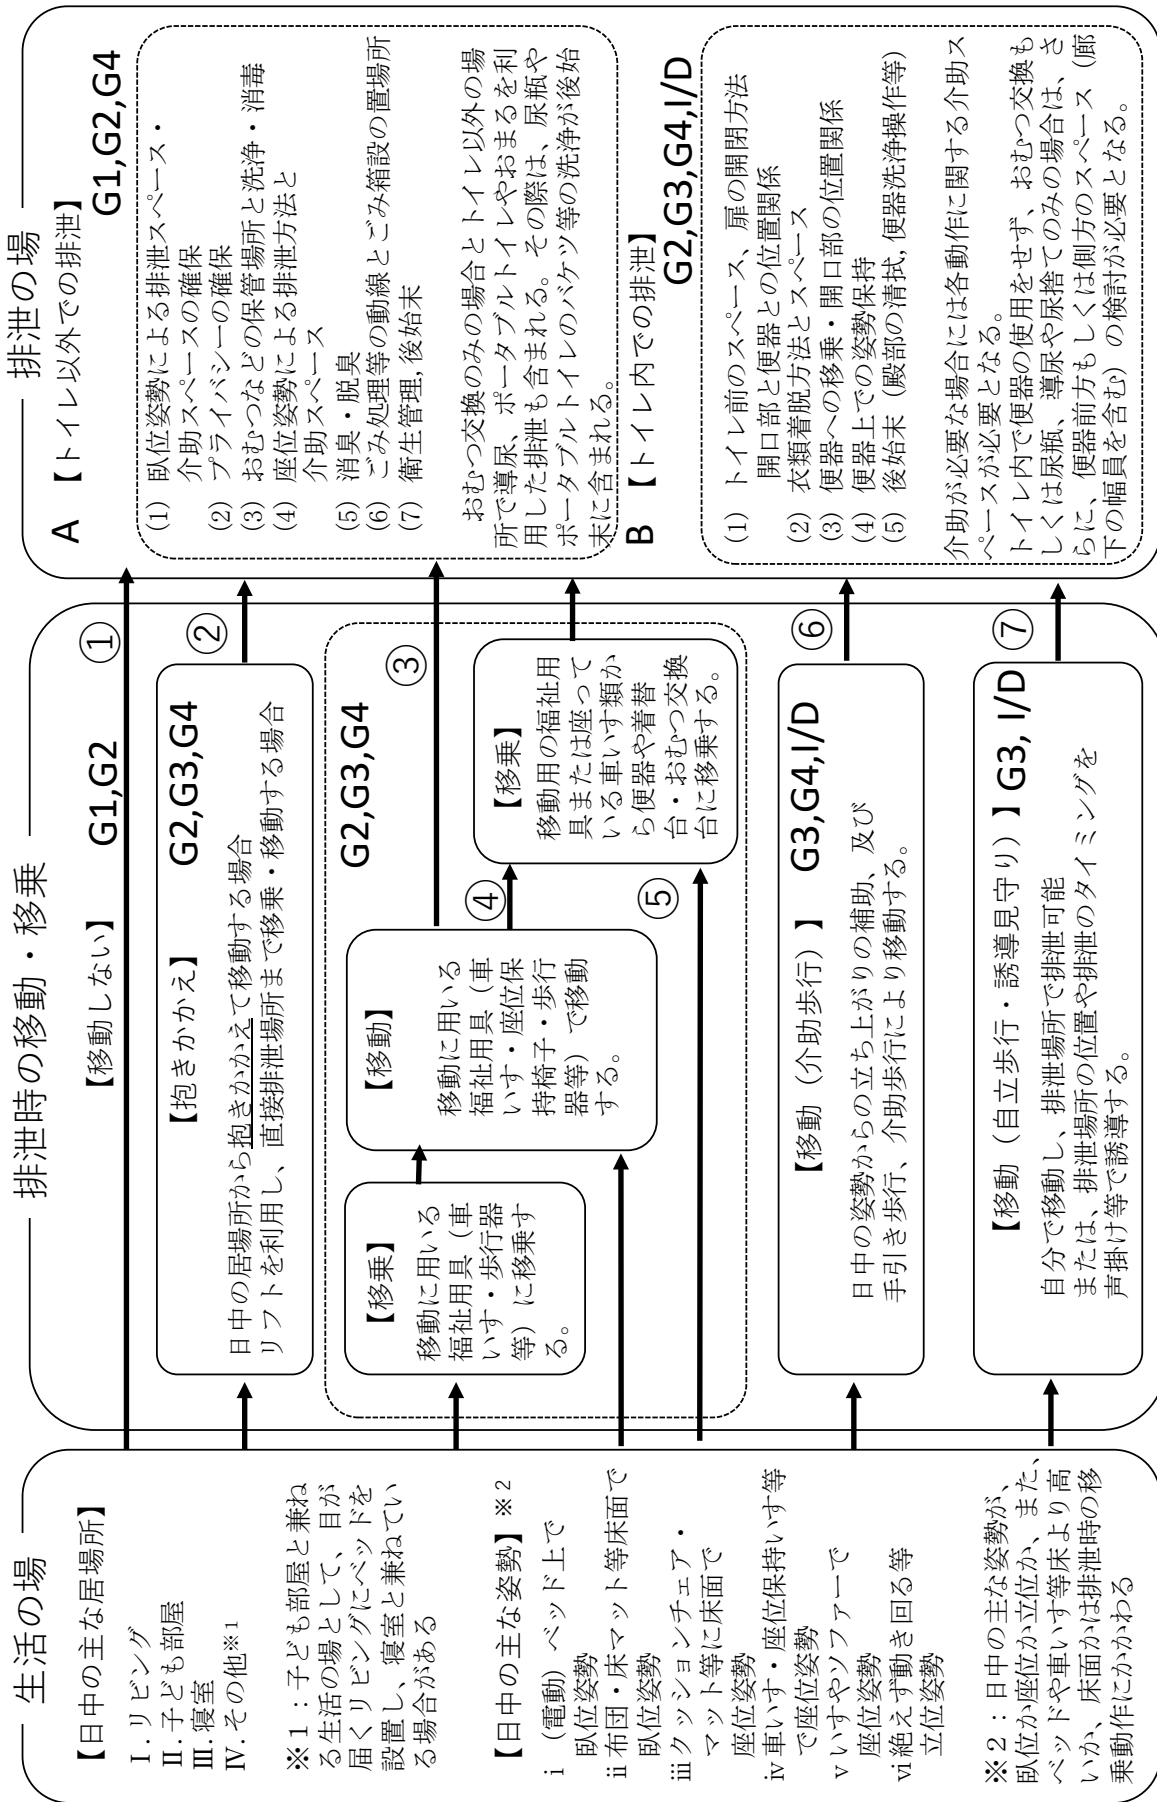 生活の場
【日中の主な居場所】
Ⅰ. リビング
Ⅱ. 子ども部屋
Ⅲ. 寝室
Ⅳ. その他※1
※1：子ども部屋と兼ね
る生活の場として、目が
届くリビングにベッドを
設置し、寝室と兼ねてい
る場合がある
【日中の主な姿勢】※2
ⅰ （電動）ベッド上で
臥位姿勢
ⅱ 布団・床マット等床面で
臥位姿勢
ⅲ クッションチェア・
マット等に床面で
座位姿勢
ⅳ 車いす・座位保持いす等
で座位姿勢
ⅴ いすやソファーで
座位姿勢
ⅵ 絶えず動き回る等
立位姿勢
※2：日中の主な姿勢が、
臥位か座位か立位か、また、
ベッドや車いす等床より高
いか、床面かは排泄時の移
乗動作にかかわる
排泄時の移動・移乗
【移動しない】
G1,G2
①
【抱きかかえ】
G2,G3,G4
日中の居場所から抱きかかえて移動する場合
リフトを利用し、直接排泄場所まで移乗・移動する場合
②
G2,G3,G4
【移乗】
移動に用いる
福祉用具（車
いす・歩行器
等）に移乗す
る。
【移動】
移動に用いる
福祉用具（車
いす・座位保
持椅子・歩行
器等）で移動
する。
③
④
⑤
【移乗】
移動用の福祉用
具または座って
いる車いす類か
ら便器や着替
台・おむつ交換
台に移乗する。
【移動（介助歩行）】
G3,G4,I/D
日中の姿勢からの立ち上がりの補助、及び
手引き歩行、介助歩行により移動する。
⑥
【移動（自立歩行・誘導見守り）】
G3, I/D
自分で移動し、排泄場所で排泄可能
または、排泄場所の位置や排泄のタイミングを
声掛け等で誘導する。
⑦
排泄の場
A 【トイレ以外での排泄】
G1,G2,G4
(1) 臥位姿勢による排泄スペース・
介助スペースの確保
(2) プライバシーの確保
(3) おむつなどの保管場所と洗浄・消毒
(4) 座位姿勢による排泄方法と
介助スペース
(5) 消臭・脱臭
(6) ごみ処理等の動線とごみ箱設の置場所
(7) 衛生管理, 後始末
おむつ交換のみの場合とトイレ以外の場
所で導尿、ポータブルトイレやおまるを利
用した排泄も含まれる。その際は、尿瓶や
ポータブルトイレのバケツ等の洗浄が後始
末に含まれる。
B 【トイレ内での排泄】
G2,G3,G4,I/D
(1) トイレ前のスペース、扉の開閉方法
開口部と便器との位置関係
(2) 衣類着脱方法とスペース
(3) 便器への移乗・開口部の位置関係
(4) 便器上での姿勢保持
(5) 後始末（殿部の清拭, 便器洗浄操作等）
介助が必要な場合には各動作に関する介助ス
ペースが必要となる。
トイレ内で便器の使用をせず、おむつ交換も
しくは尿瓶、導尿や尿捨てのみの場合は、さ
らに、便器前方もしくは側方のスペース（廊
下の幅員を含む）の検討が必要となる。